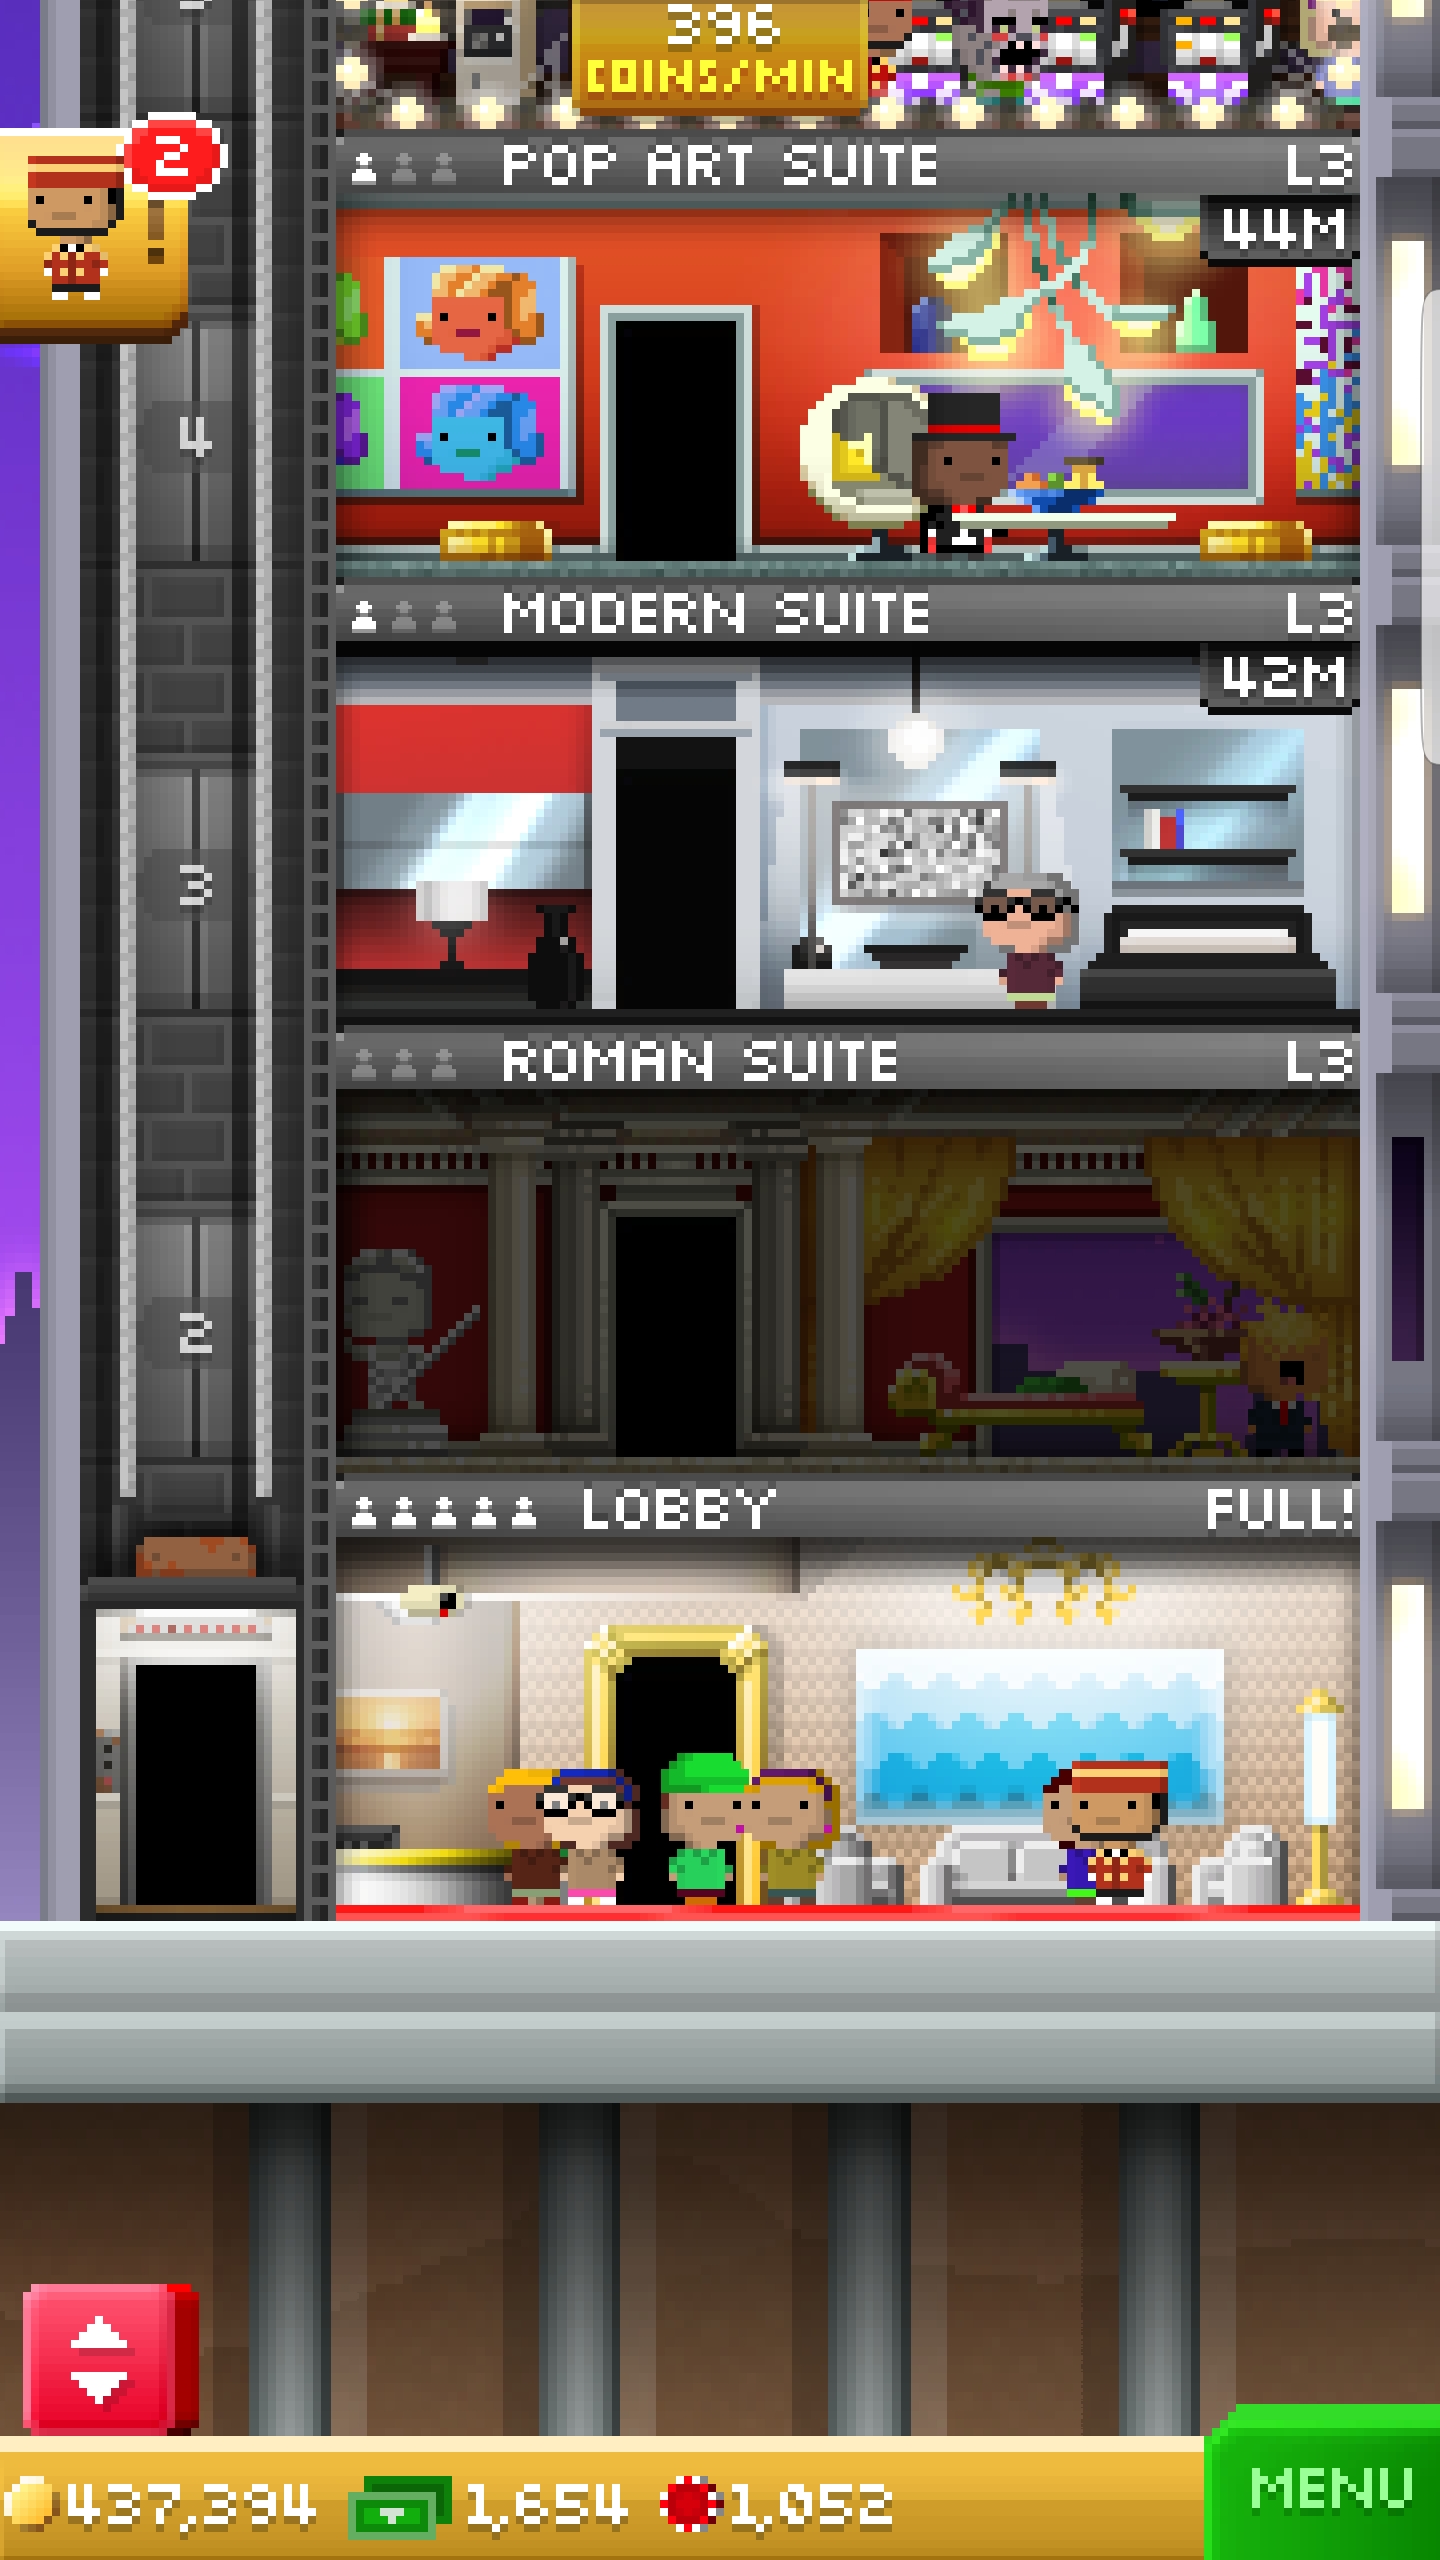 396
COINS/MIN
2
POP ART SUITE L3
44M
4
MODERN SUITE L3
42M
3
ROMAN SUITE L3
2
LOBBY FULL!
437,394 1,654 1,052
MENU